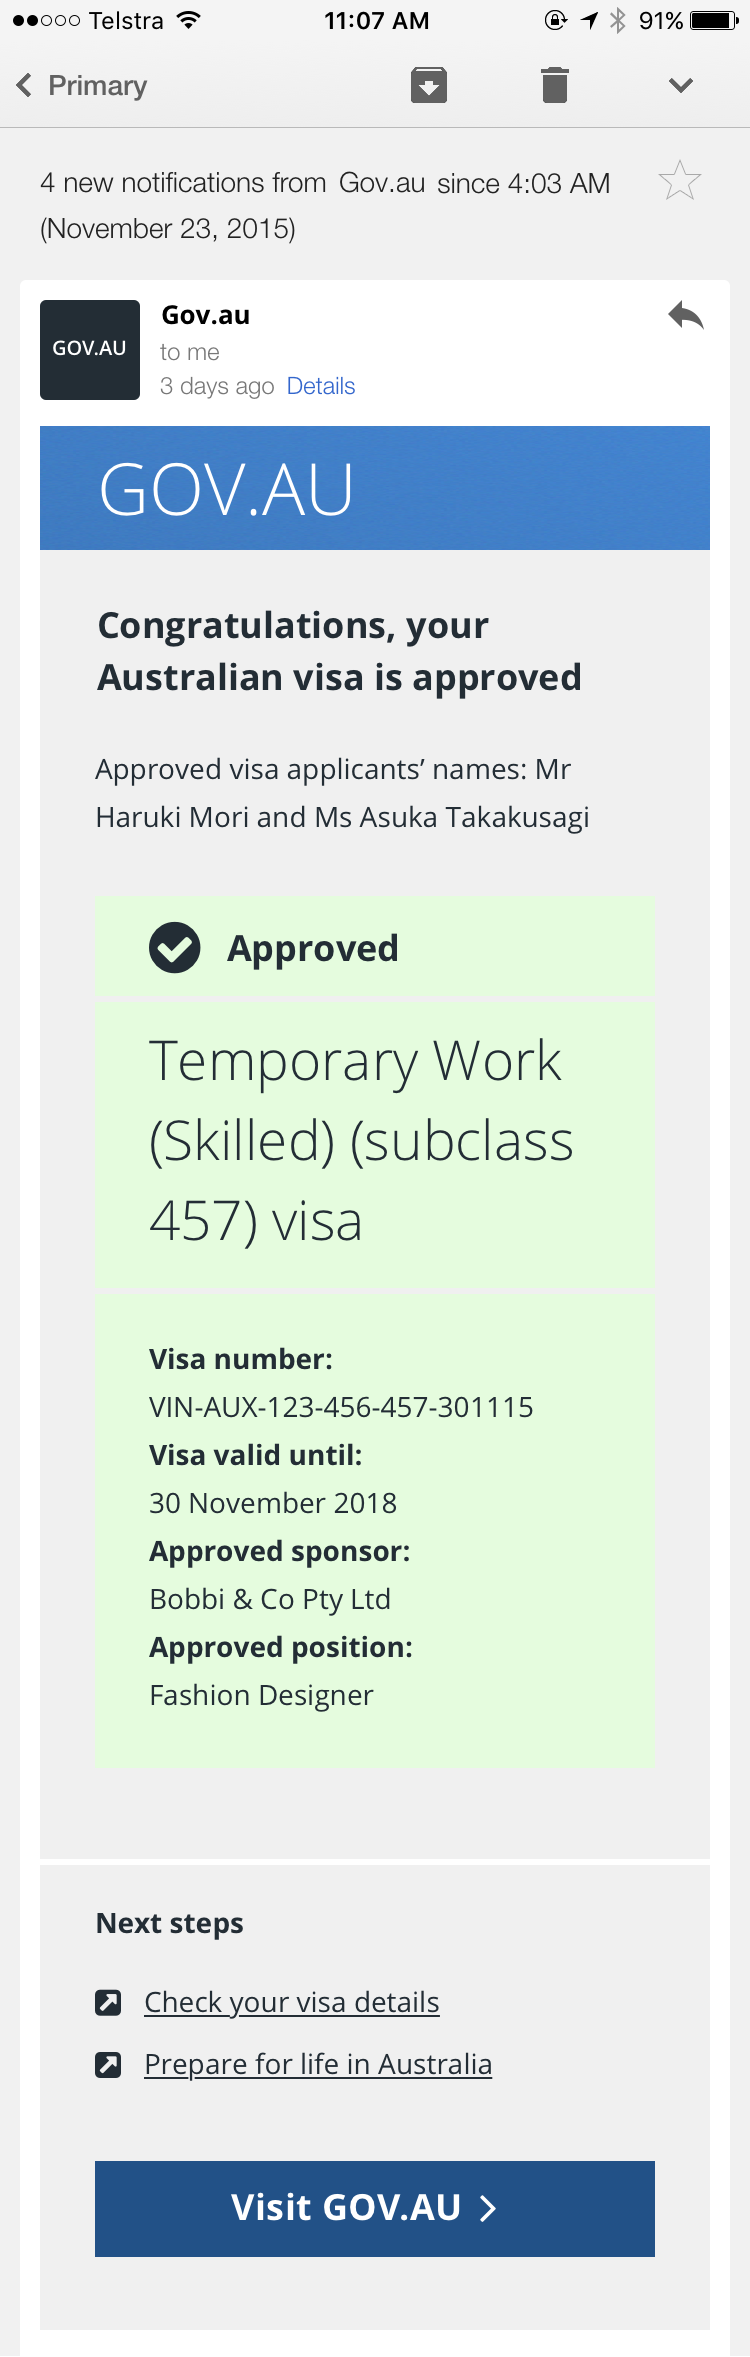 Telstra 11:07 AM 91%
Primary
4 new notifications from Gov.au since 4:03 AM
(November 23, 2015)
GOV.AU
Gov.au
to me
3 days ago Details
GOV.AU
Congratulations, your
Australian visa is approved
Approved visa applicants’ names: Mr
Haruki Mori and Ms Asuka Takakusagi
Approved
Temporary Work
(Skilled) (subclass
457) visa
Visa number:
VIN-AUX-123-456-457-301115
Visa valid until:
30 November 2018
Approved sponsor:
Bobbi & Co Pty Ltd
Approved position:
Fashion Designer
Next steps
Check your visa details
Prepare for life in Australia
Visit GOV.AU